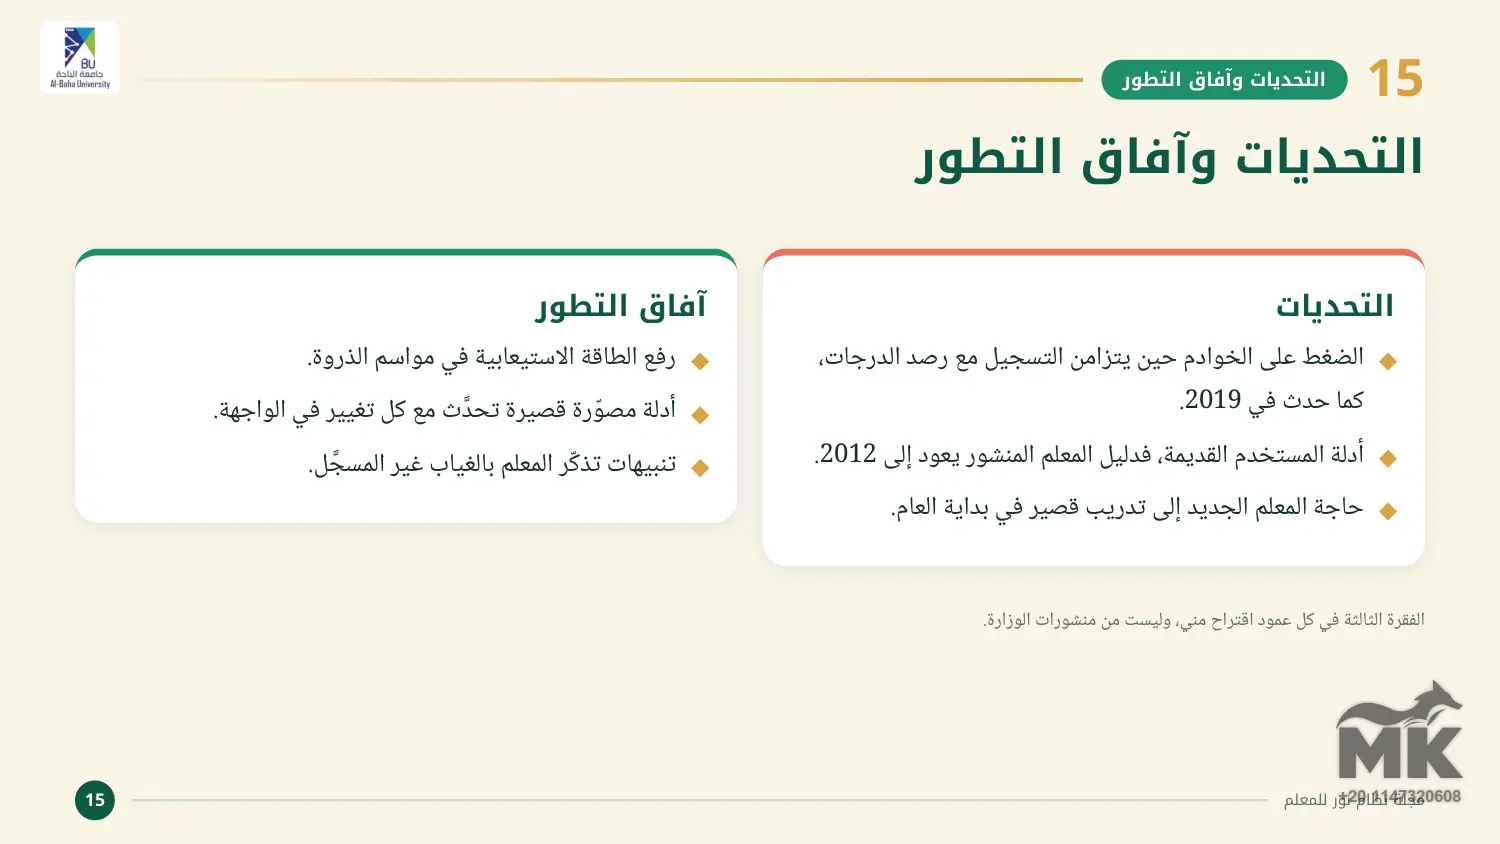 BU
جامعة الباحة
Al-Baha University
15
التحديات وآفاق التطور
التحديات وآفاق التطور
التحديات
الضغط على الخوادم حين يتزامن التسجيل مع رصد الدرجات،
كما حدث في 2019.
أدلة المستخدم القديمة، فدليل المعلم المنشور يعود إلى 2012.
حاجة المعلم الجديد إلى تدريب قصير في بداية العام.
آفاق التطور
رفع الطاقة الاستيعابية في مواسم الذروة.
أدلة مصوّرة قصيرة تحدَّث مع كل تغيير في الواجهة.
تنبيهات تذكّر المعلم بالغياب غير المسجَّل.
الفقرة الثالثة في كل عمود اقتراح مني، وليست من منشورات الوزارة.
MK
+20 1147320608
مجلة نظام نور للمعلم
15